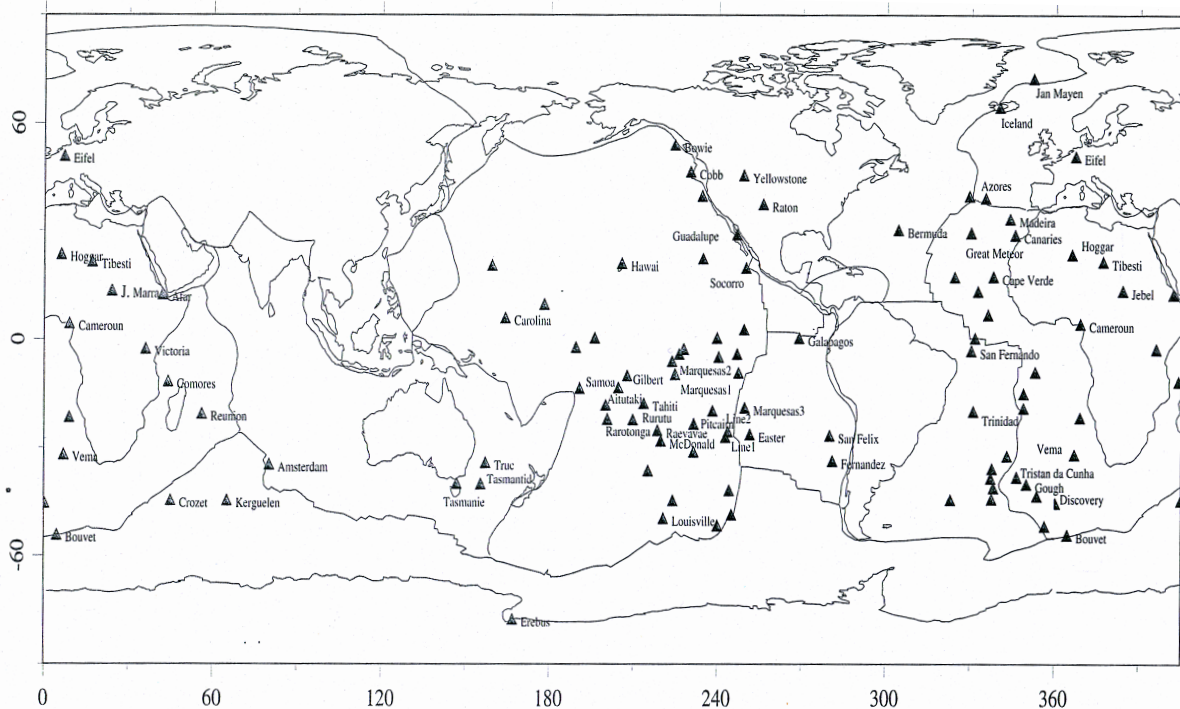 Jan Mayen
60
Iceland
Bowie
Eifel
Eifel
Cobb
Yellowstone
Azores
Raton
Madeira
Bermuda
Guadalupe
Canaries
Hoggar
Great Meteor
Hoggar
Tibesti
Hawai
Tibesti
Socorro
Cape Verde
J. Marra
Afar
Jebel
Carolina
Cameroun
Cameroun
0
Galapagos
Victoria
San Fernando
Marquesas2
Gilbert
Samoa
Comores
Marquesas1
Aitutaki
Tahiti
Marquesas3
Reunion
Rurutu
Line2
Trinidad
Pitcairn
Rarotonga
Raevavae
Easter
San Felix
McDonald
Line1
Vema
Vema
Amsterdam
Truc
Fernandez
Tristan da Cunha
Tasmantid
Gough
Crozet
Kerguelen
Tasmanie
Discovery
Louisville
Bouvet
Bouvet
-60
Erebus
0
60
120
180
240
300
360